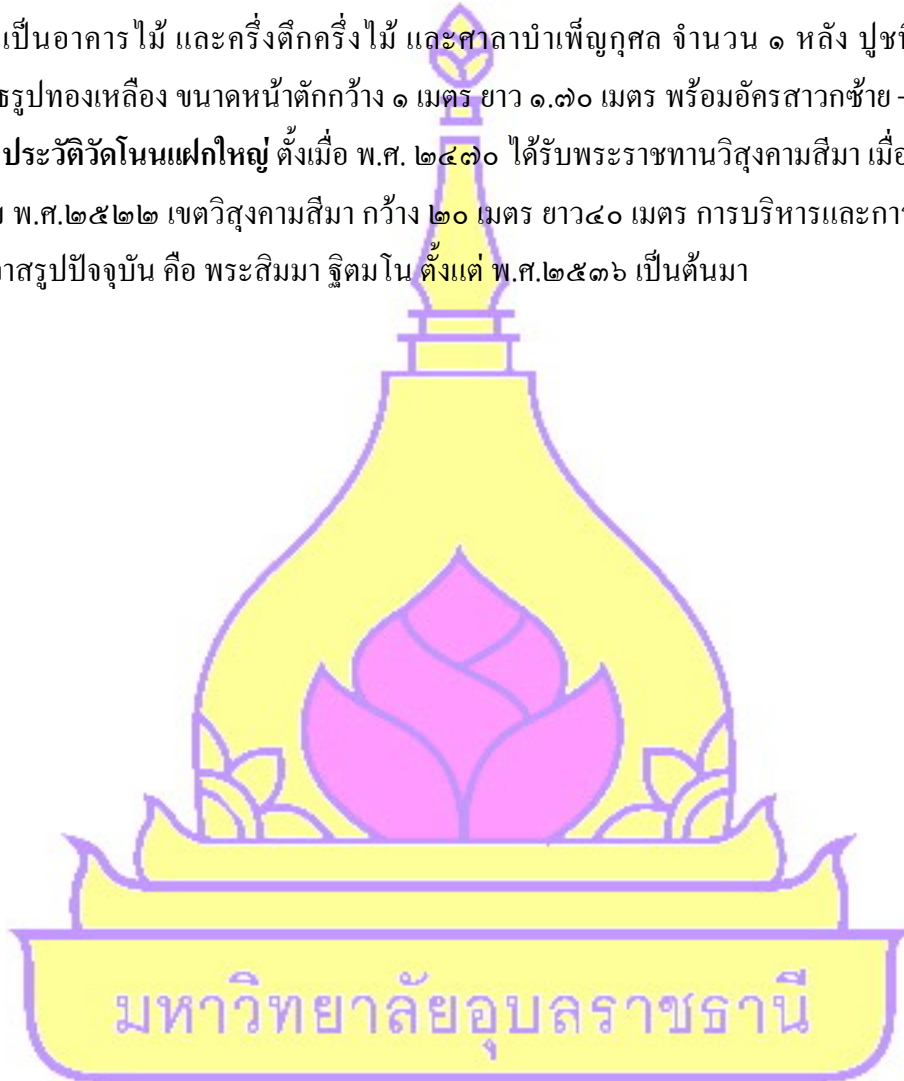 เป็นอาคารไม้ และครึ่งตึกครึ่งไม้ และศาลาบำเพ็ญกุศล จำนวน ๑ หลัง
รูปทองเหลือง ขนาดหน้าตักกว้าง ๑ เมตร ยาว ๑.๗๐ เมตร พร้อมอัครสาวกซ้าย -
ประวัติวัดโนนแฝกใหญ่ ตั้งเมื่อ พ.ศ. ๒๔๗๐ ได้รับพระราชทานวิสุงคามสีมา เมื่อ
พ.ศ.๒๕๒๒ เขตวิสุงคามสีมา กว้าง ๒๐ เมตร ยาว๔๐ เมตร การบริหารและการ
รูปปัจจุบัน คือ พระสิมมา ฐิตมโน ตั้งแต่ พ.ศ.๒๕๓๖ เป็นต้นมา
มหาวิทยาลัยอุบลราชธานี